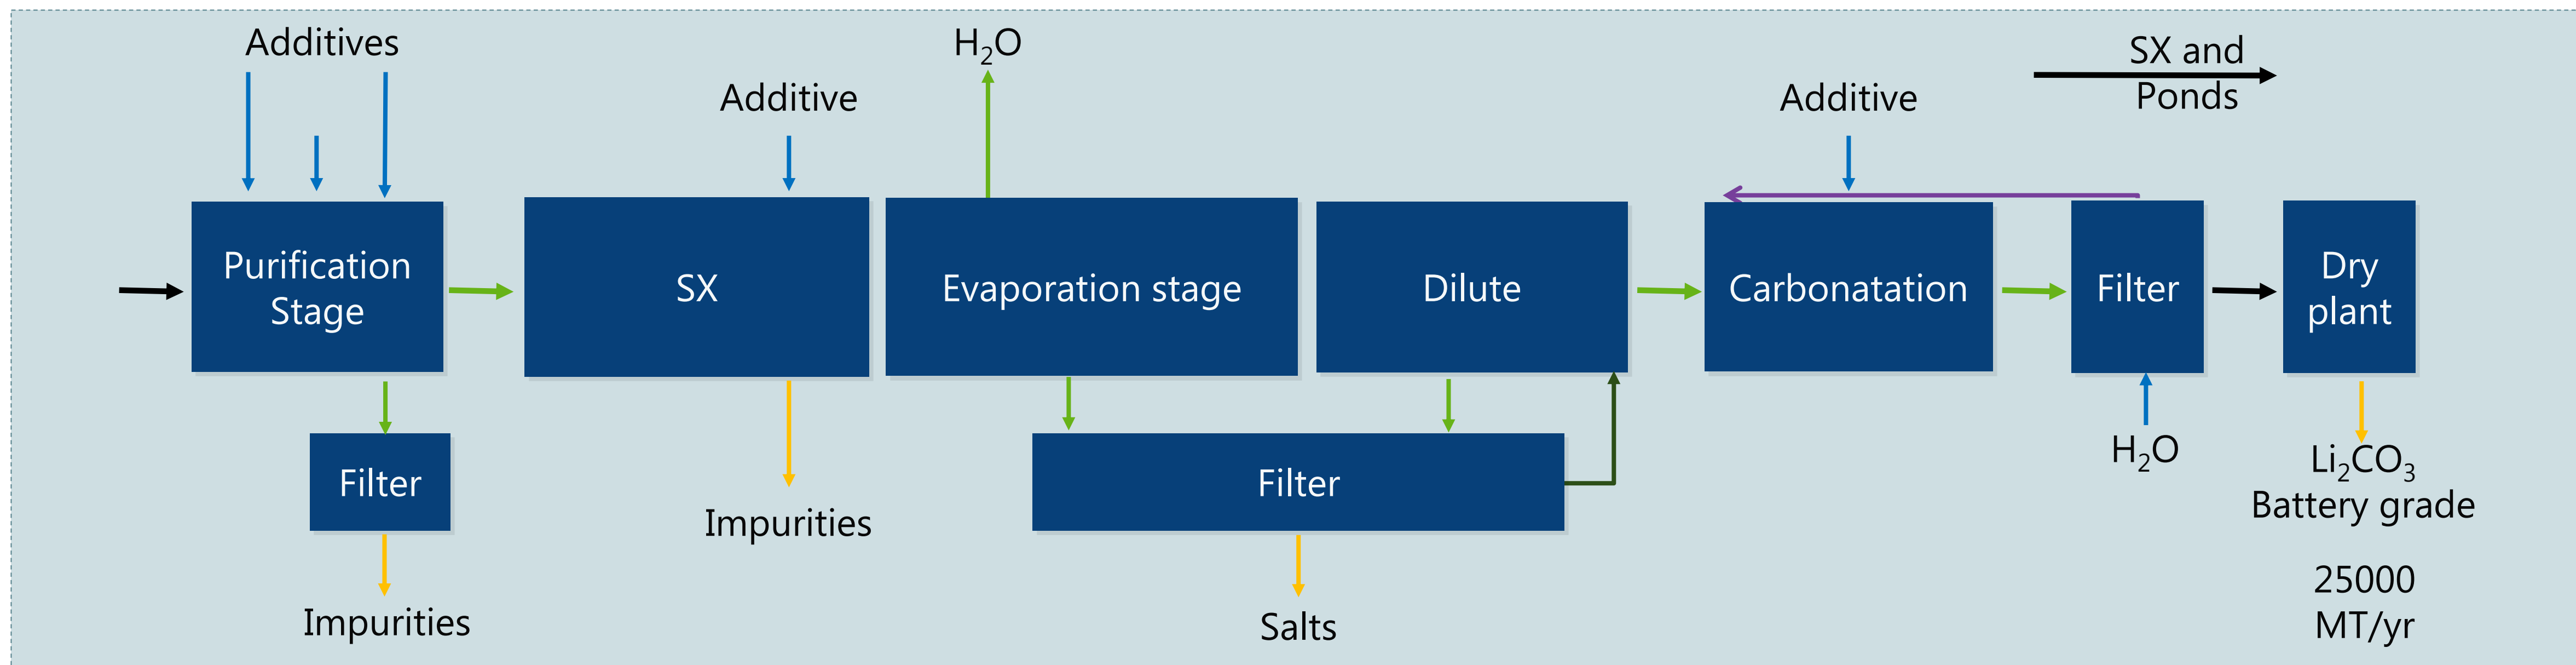 Additives
H₂O
SX and
Ponds
Additive
Additive
Purification
Stage
SX
Evaporation stage
Dilute
Carbonatation
Filter
Dry
plant
Filter
Filter
H₂O
Li₂CO₃
Battery grade
25000
MT/yr
Impurities
Impurities
Salts